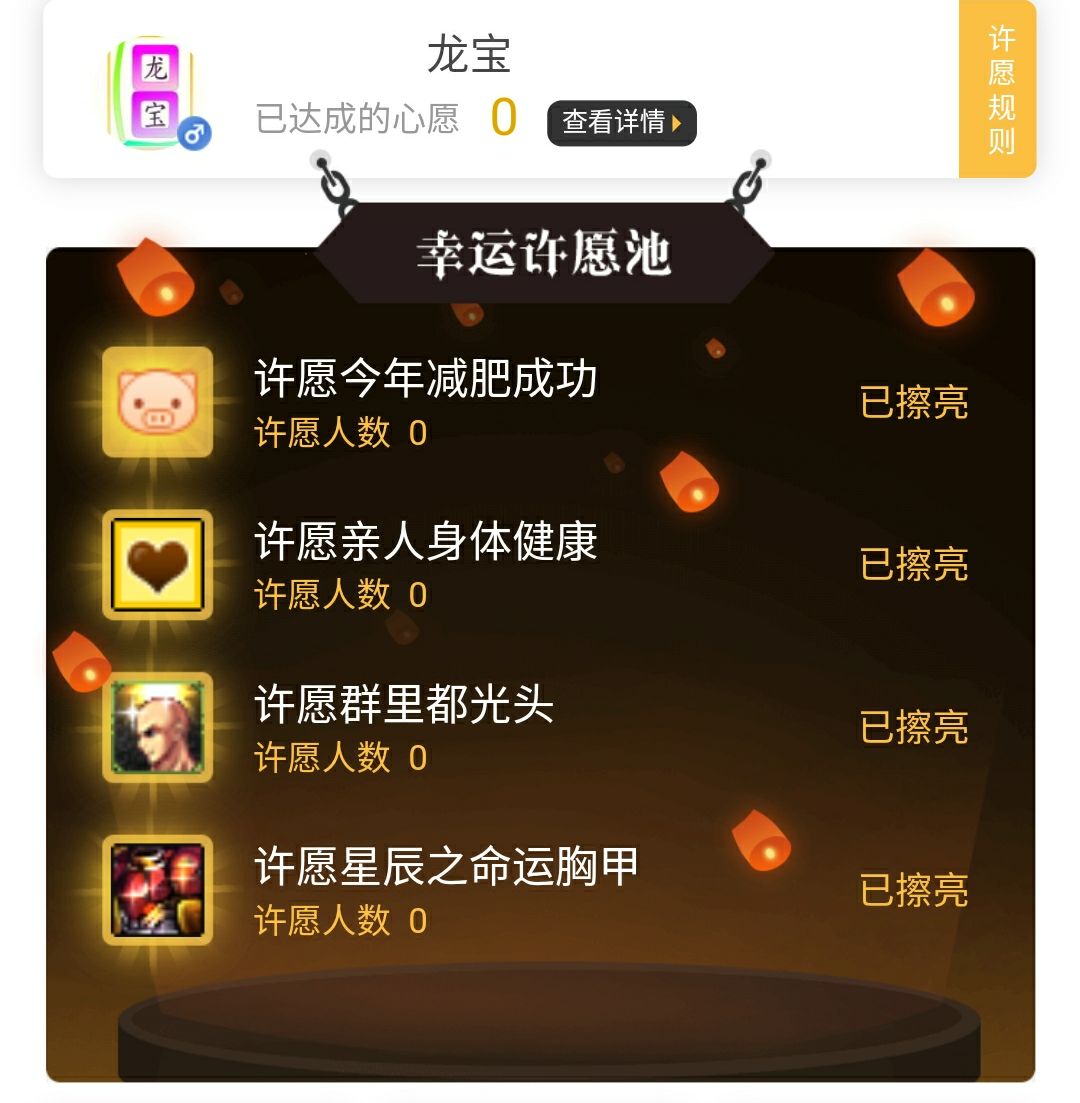 龙宝
龙宝
已达成的心愿 0 查看详情
许愿规则
幸运许愿池
许愿今年减肥成功
许愿人数 0
已擦亮
许愿亲人身体健康
许愿人数 0
已擦亮
许愿群里都光头
许愿人数 0
已擦亮
许愿星辰之命运胸甲
许愿人数 0
已擦亮